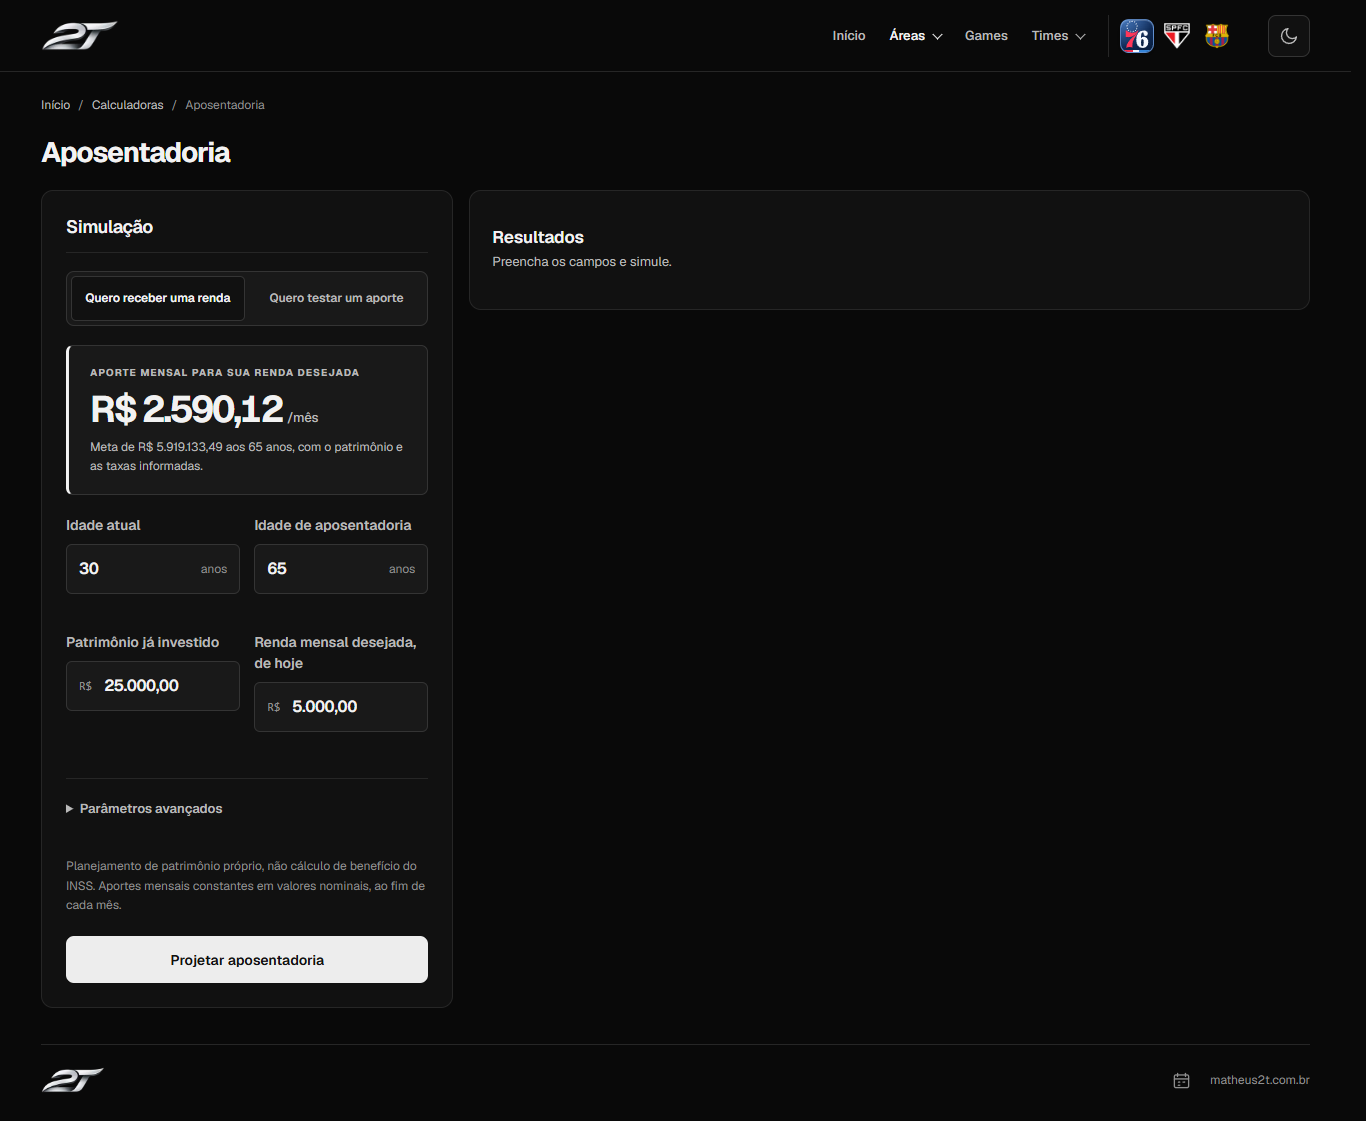 2T
Início
Áreas
Games
Times
76
SPFC
Início / Calculadoras / Aposentadoria
Aposentadoria
Simulação
Quero receber uma renda
Quero testar um aporte
APORTE MENSAL PARA SUA RENDA DESEJADA
R$ 2.590,12 /mês
Meta de R$ 5.919.133,49 aos 65 anos, com o patrimônio e
as taxas informadas.
Idade atual
30 anos
Idade de aposentadoria
65 anos
Patrimônio já investido
R$ 25.000,00
Renda mensal desejada,
de hoje
R$ 5.000,00
Parâmetros avançados
Planejamento de patrimônio próprio, não cálculo de benefício do
INSS. Aportes mensais constantes em valores nominais, ao fim de
cada mês.
Projetar aposentadoria
Resultados
Preencha os campos e simule.
2T
matheus2t.com.br